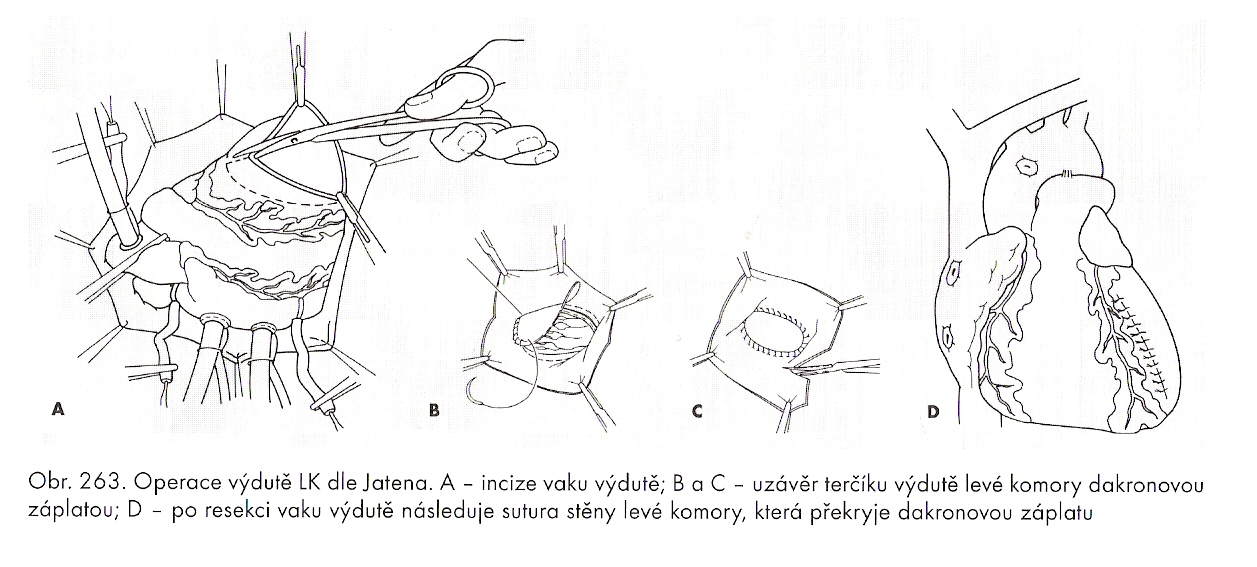 A
B
C
D
Obr. 263. Operace výdutě LK dle Jatena. A – incize vaku výdutě; B a C – uzávěr terčíku výdutě levé komory dakronovou
záplatou; D – po resekci vaku výdutě následuje sutura stěny levé komory, která překryje dakronovou záplatu